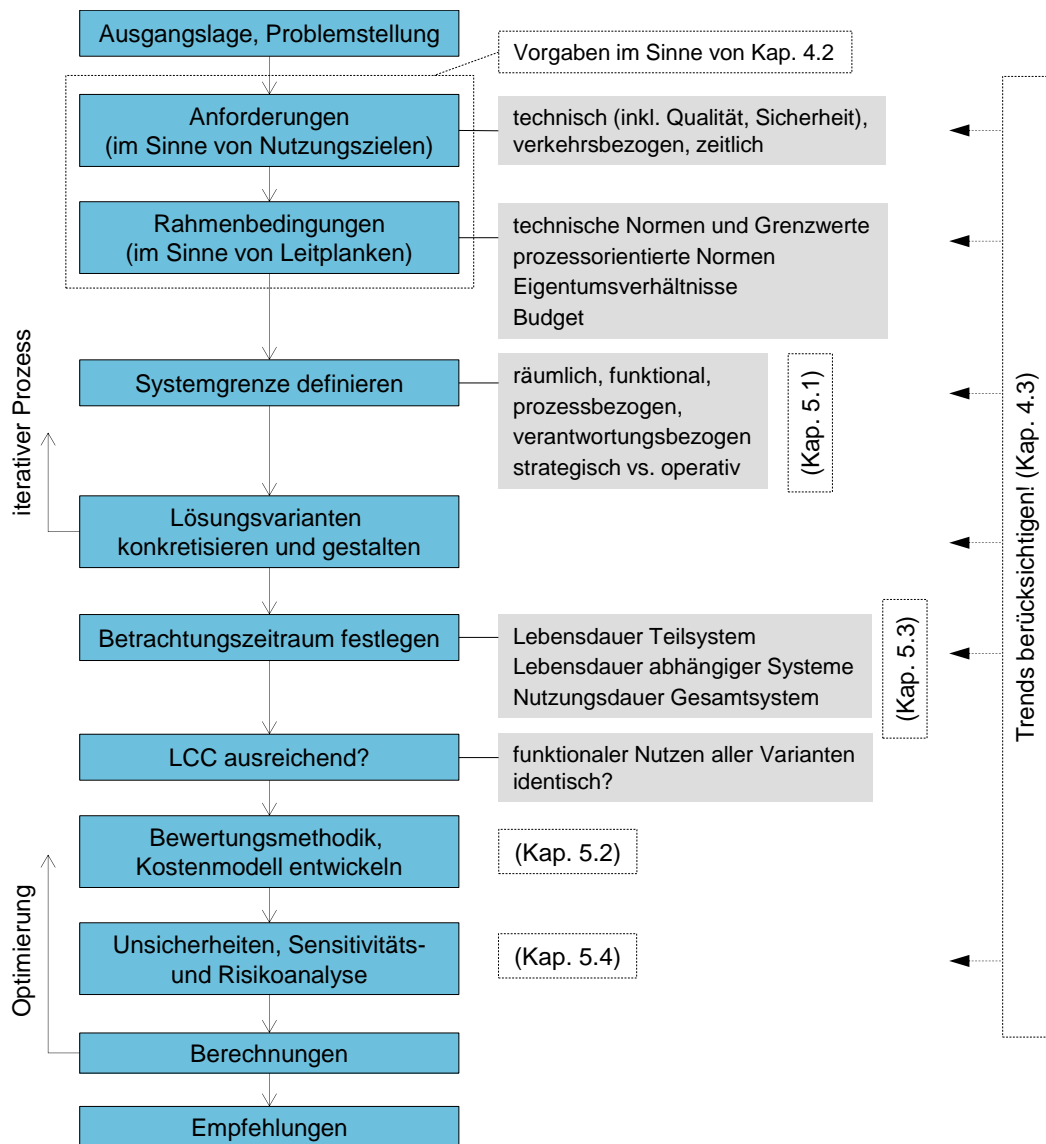 Ausgangslage, Problemstellung
Vorgaben im Sinne von Kap. 4.2
Anforderungen
(im Sinne von Nutzungszielen)
technisch (inkl. Qualität, Sicherheit),
verkehrsbezogen, zeitlich
Rahmenbedingungen
(im Sinne von Leitplanken)
technische Normen und Grenzwerte
prozessorientierte Normen
Eigentumsverhältnisse
Budget
iterativer Prozess
Systemgrenze definieren
räumlich, funktional,
prozessbezogen,
verantwortungsbezogen
strategisch vs. operativ
(Kap. 5.1)
Lösungsvarianten
konkretisieren und gestalten
Betrachtungszeitraum festlegen
Lebensdauer Teilsystem
Lebensdauer abhängiger Systeme
Nutzungsdauer Gesamtsystem
(Kap. 5.3)
Trends berücksichtigen! (Kap. 4.3)
LCC ausreichend?
funktionaler Nutzen aller Varianten
identisch?
Bewertungsmethodik,
Kostenmodell entwickeln
(Kap. 5.2)
Optimierung
Unsicherheiten, Sensitivitäts-
und Risikoanalyse
(Kap. 5.4)
Berechnungen
Empfehlungen